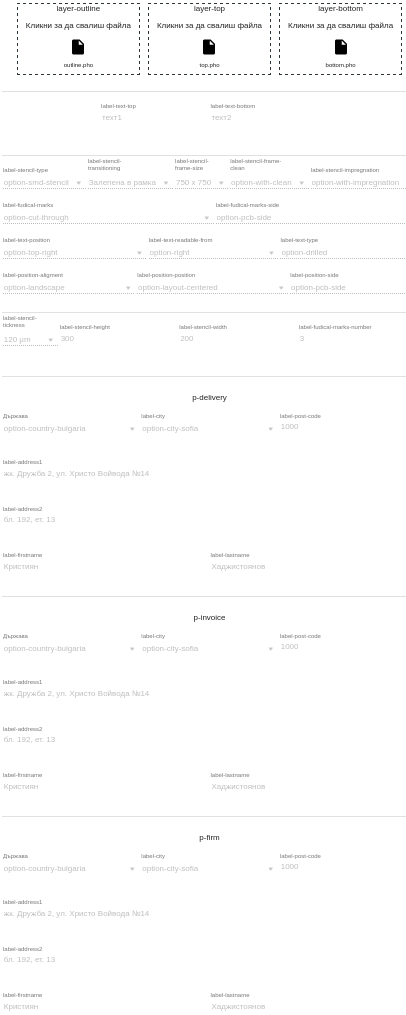 layer-outline layer-top layer-bottom
Кликни за да свалиш файла Кликни за да свалиш файла Кликни за да свалиш файла
outline.pho top.pho bottom.pho
label-text-top label-text-bottom
текст1 текст2
label-stencil-type label-stencil-transitioning label-stencil-frame-size label-stencil-frame-clean label-stencil-impregnation
option-smd-stencil Залепена в рамка 750 x 750 option-with-clean option-with-impregnation
label-fudical-marks label-fudical-marks-side
option-cut-through option-pcb-side
label-text-position label-text-readable-from label-text-type
option-top-right option-right option-drilled
label-position-aligment label-position-position label-position-side
option-landscape option-layout-centered option-pcb-side
label-stencil-tickness label-stencil-height label-stencil-width label-fudical-marks-number
120 μm 300 200 3
p-delivery
Държава label-city label-post-code
option-country-bulgaria option-city-sofia 1000
label-address1
жк. Дружба 2, ул. Христо Войвода №14
label-address2
бл. 192, ет. 13
label-firstname label-lastname
Кристиян Хаджистоянов
p-invoice
Държава label-city label-post-code
option-country-bulgaria option-city-sofia 1000
label-address1
жк. Дружба 2, ул. Христо Войвода №14
label-address2
бл. 192, ет. 13
label-firstname label-lastname
Кристиян Хаджистоянов
p-firm
Държава label-city label-post-code
option-country-bulgaria option-city-sofia 1000
label-address1
жк. Дружба 2, ул. Христо Войвода №14
label-address2
бл. 192, ет. 13
label-firstname label-lastname
Кристиян Хаджистоянов